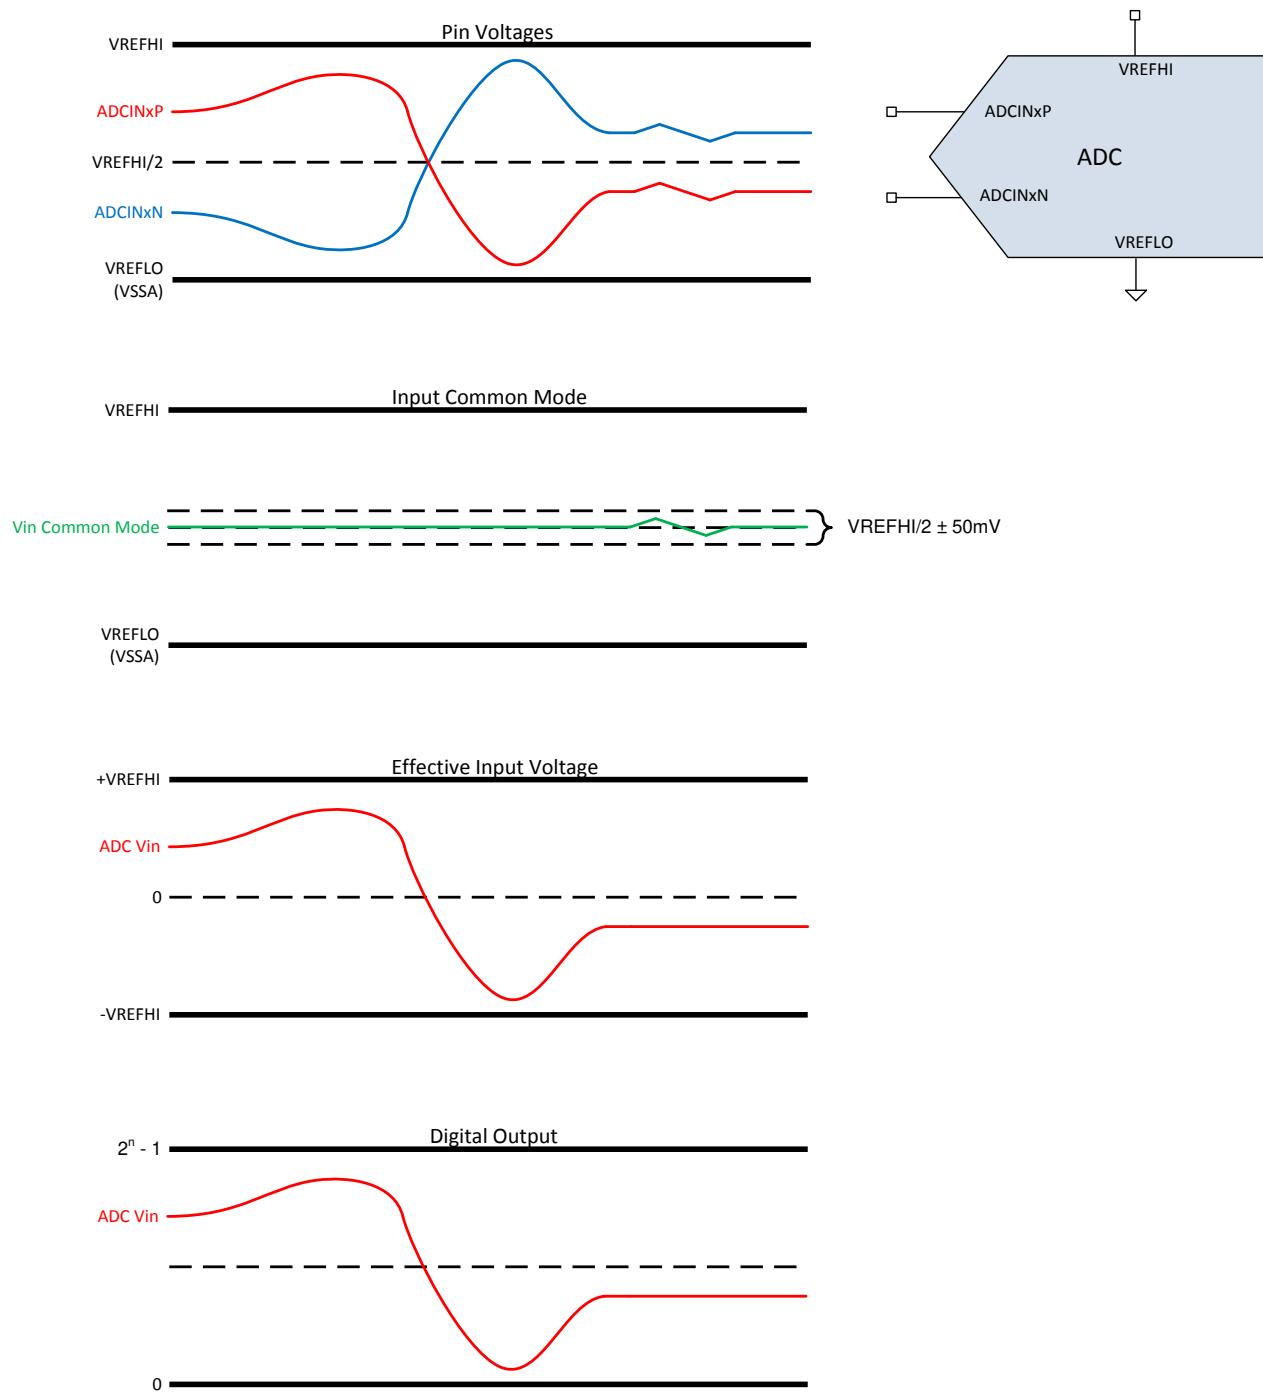 Pin Voltages
VREFHI
ADCINxP
VREFHI/2
ADCINxN
VREFLO
(VSSA)
VREFHI
ADCINxP
ADC
ADCINxN
VREFLO
Input Common Mode
VREFHI
Vin Common Mode
VREFHI/2 ± 50mV
VREFLO
(VSSA)
Effective Input Voltage
+VREFHI
ADC Vin
0
-VREFHI
Digital Output
2ⁿ - 1
ADC Vin
0